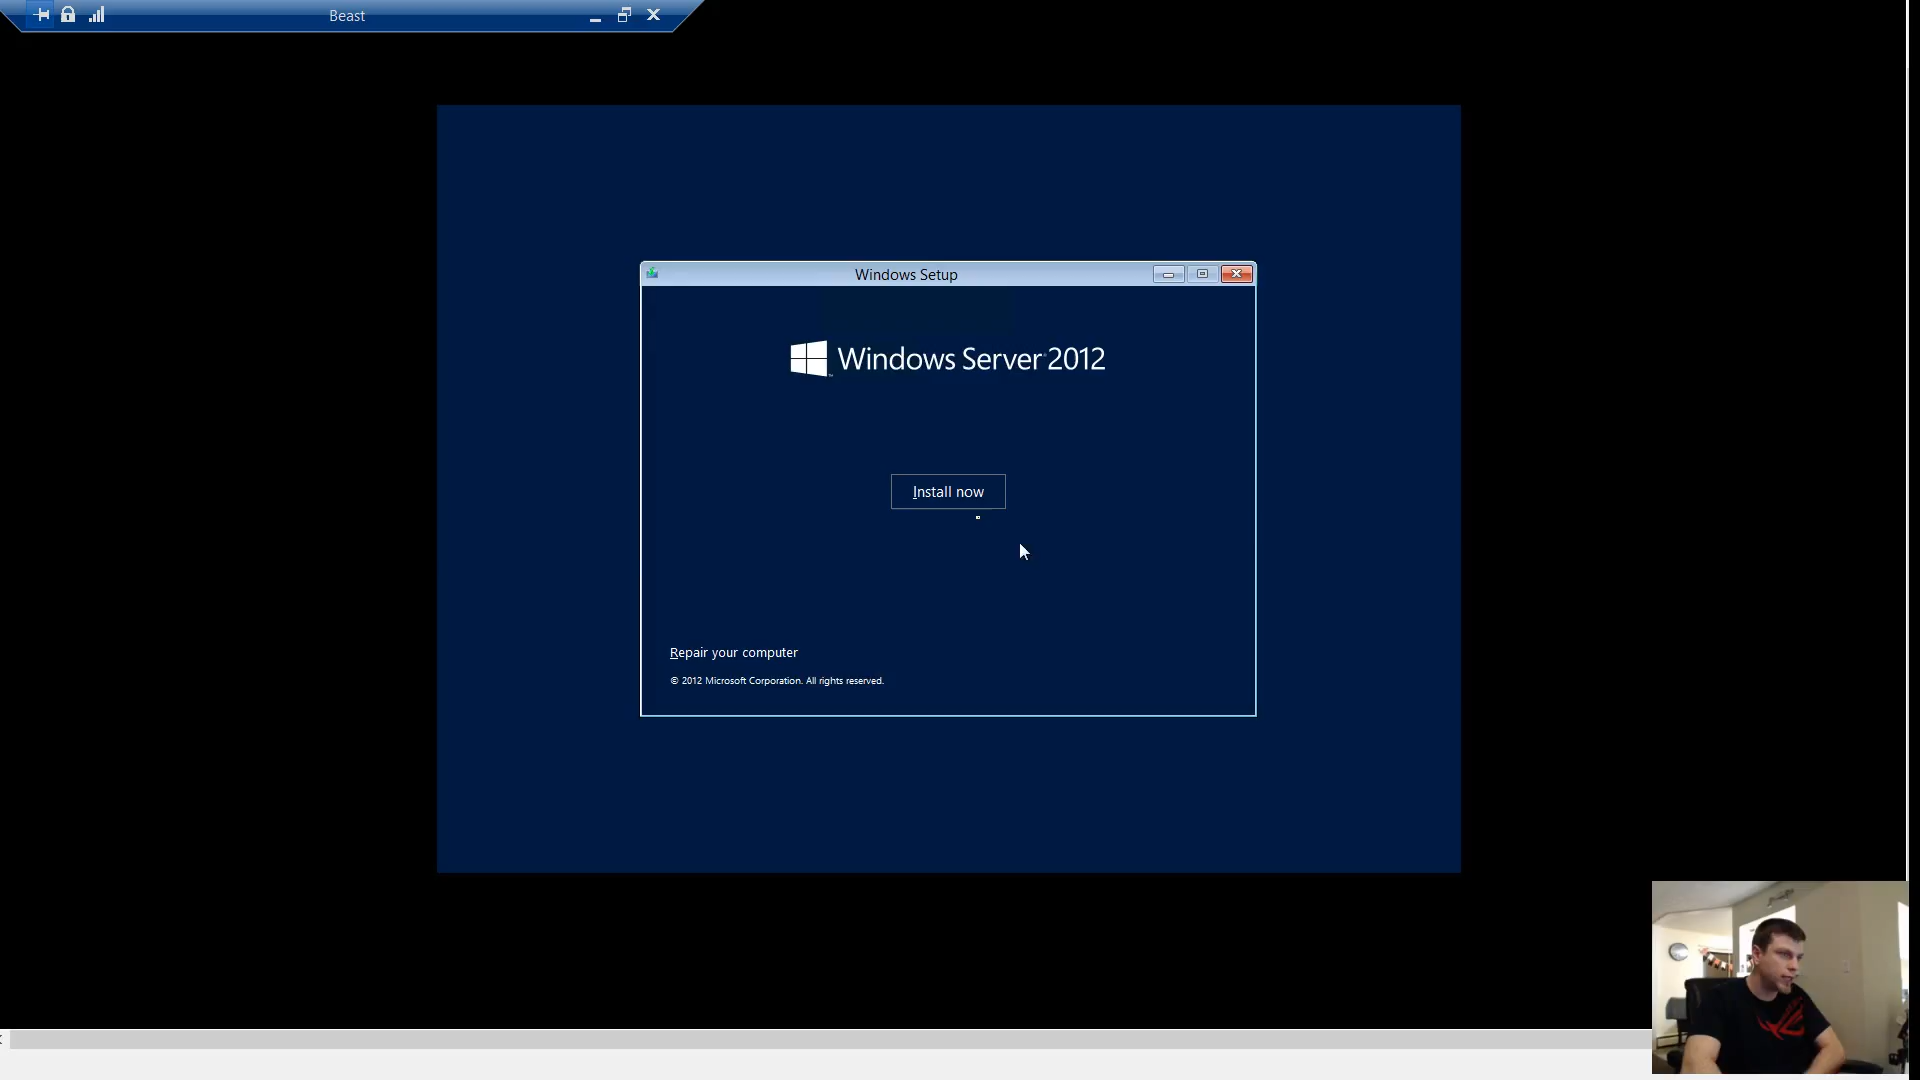 Beast
Windows Setup
Windows Server 2012
Install now
Repair your computer
© 2012 Microsoft Corporation. All rights reserved.